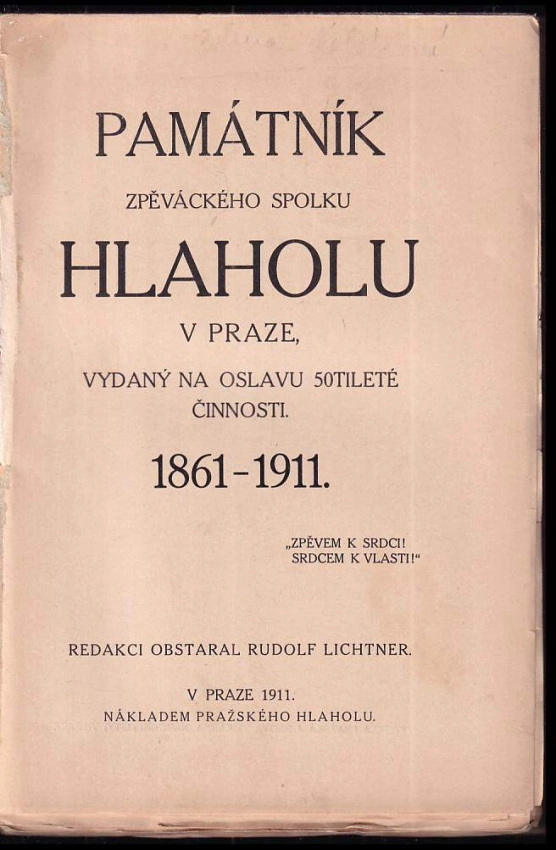 PAMÁTNÍK
ZPĚVÁCKÉHO SPOLKU
HLAHOLU
V PRAZE,
VYDANÝ NA OSLAVU 50TILETÉ
ČINNOSTI.
1861–1911.
„ZPĚVEM K SRDCI!
SRDCEM K VLASTI!“
REDAKCI OBSTARAL RUDOLF LICHTNER.
V PRAZE 1911.
NÁKLADEM PRAŽSKÉHO HLAHOLU.